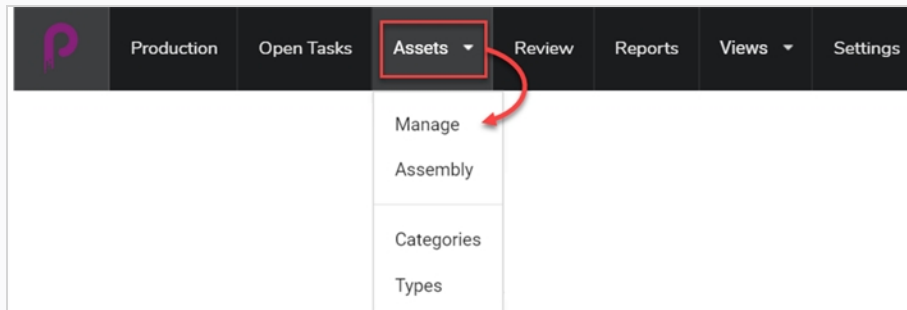 Production Open Tasks Assets Review Reports Views Settings
Manage
Assembly
Categories
Types